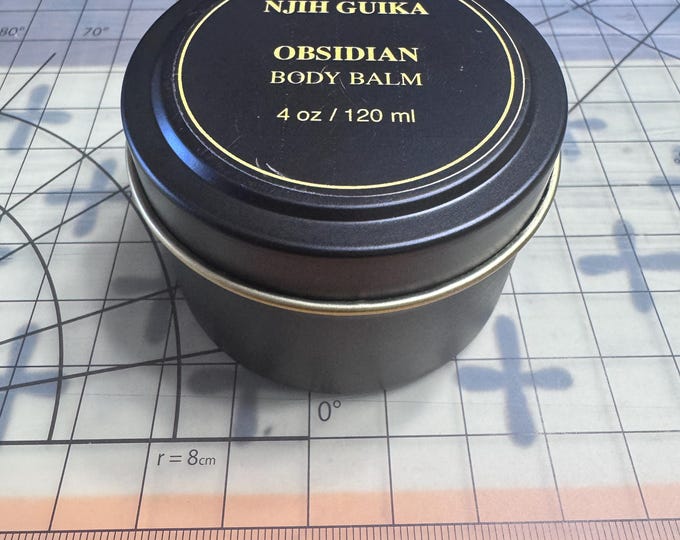 NJIH GUIKA
OBSIDIAN
BODY BALM
4 oz / 120 ml
80°
70°
0°
r = 8cm